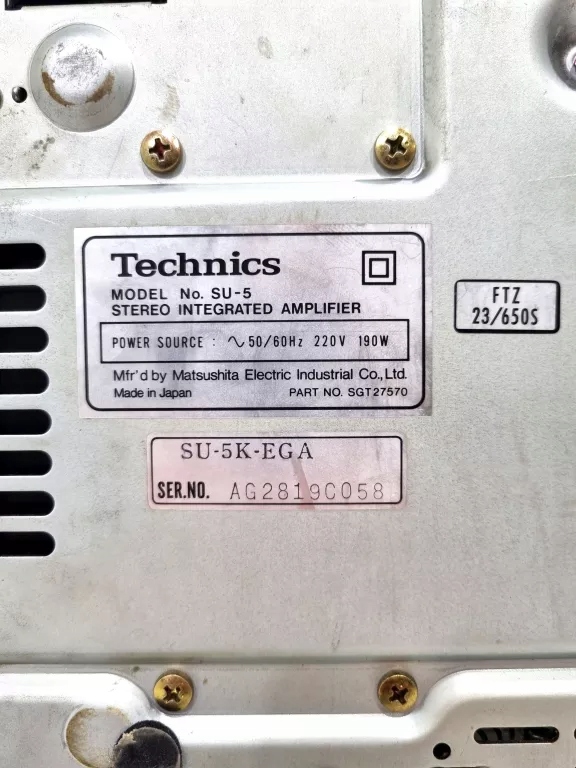 Technics
MODEL No. SU-5
STEREO INTEGRATED AMPLIFIER
POWER SOURCE : ∿ 50/60Hz 220V 190W
Mfr'd by Matsushita Electric Industrial Co., Ltd.
Made in Japan PART NO. SGT27570
FTZ
23/650S
SU-5K-EGA
SER.NO. AG2819C058